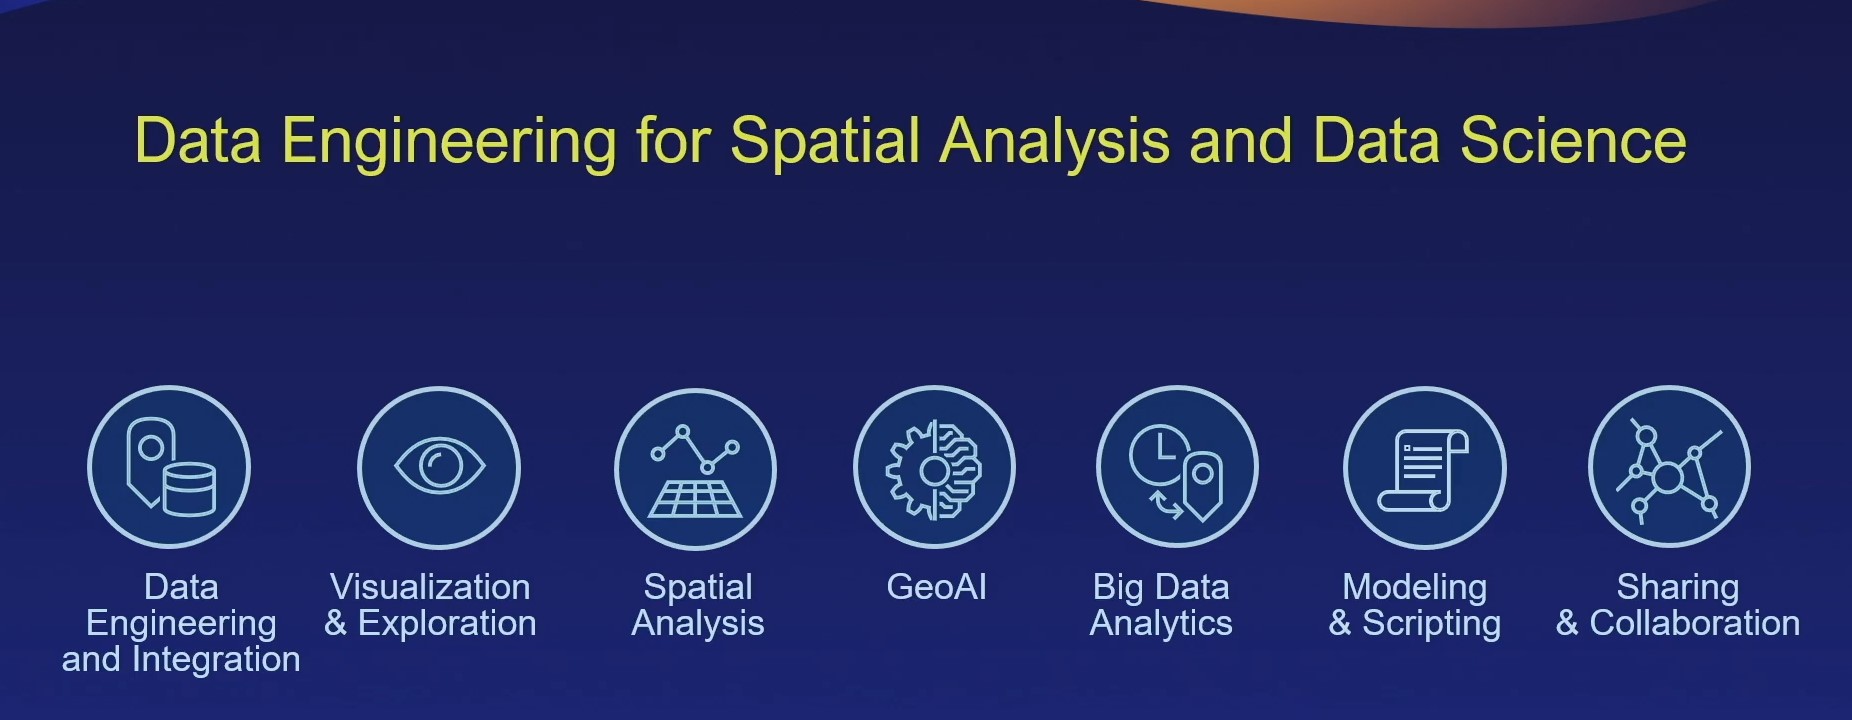 Data Engineering for Spatial Analysis and Data Science
Data
Engineering
and Integration
Visualization
& Exploration
Spatial
Analysis
GeoAI
Big Data
Analytics
Modeling
& Scripting
Sharing
& Collaboration